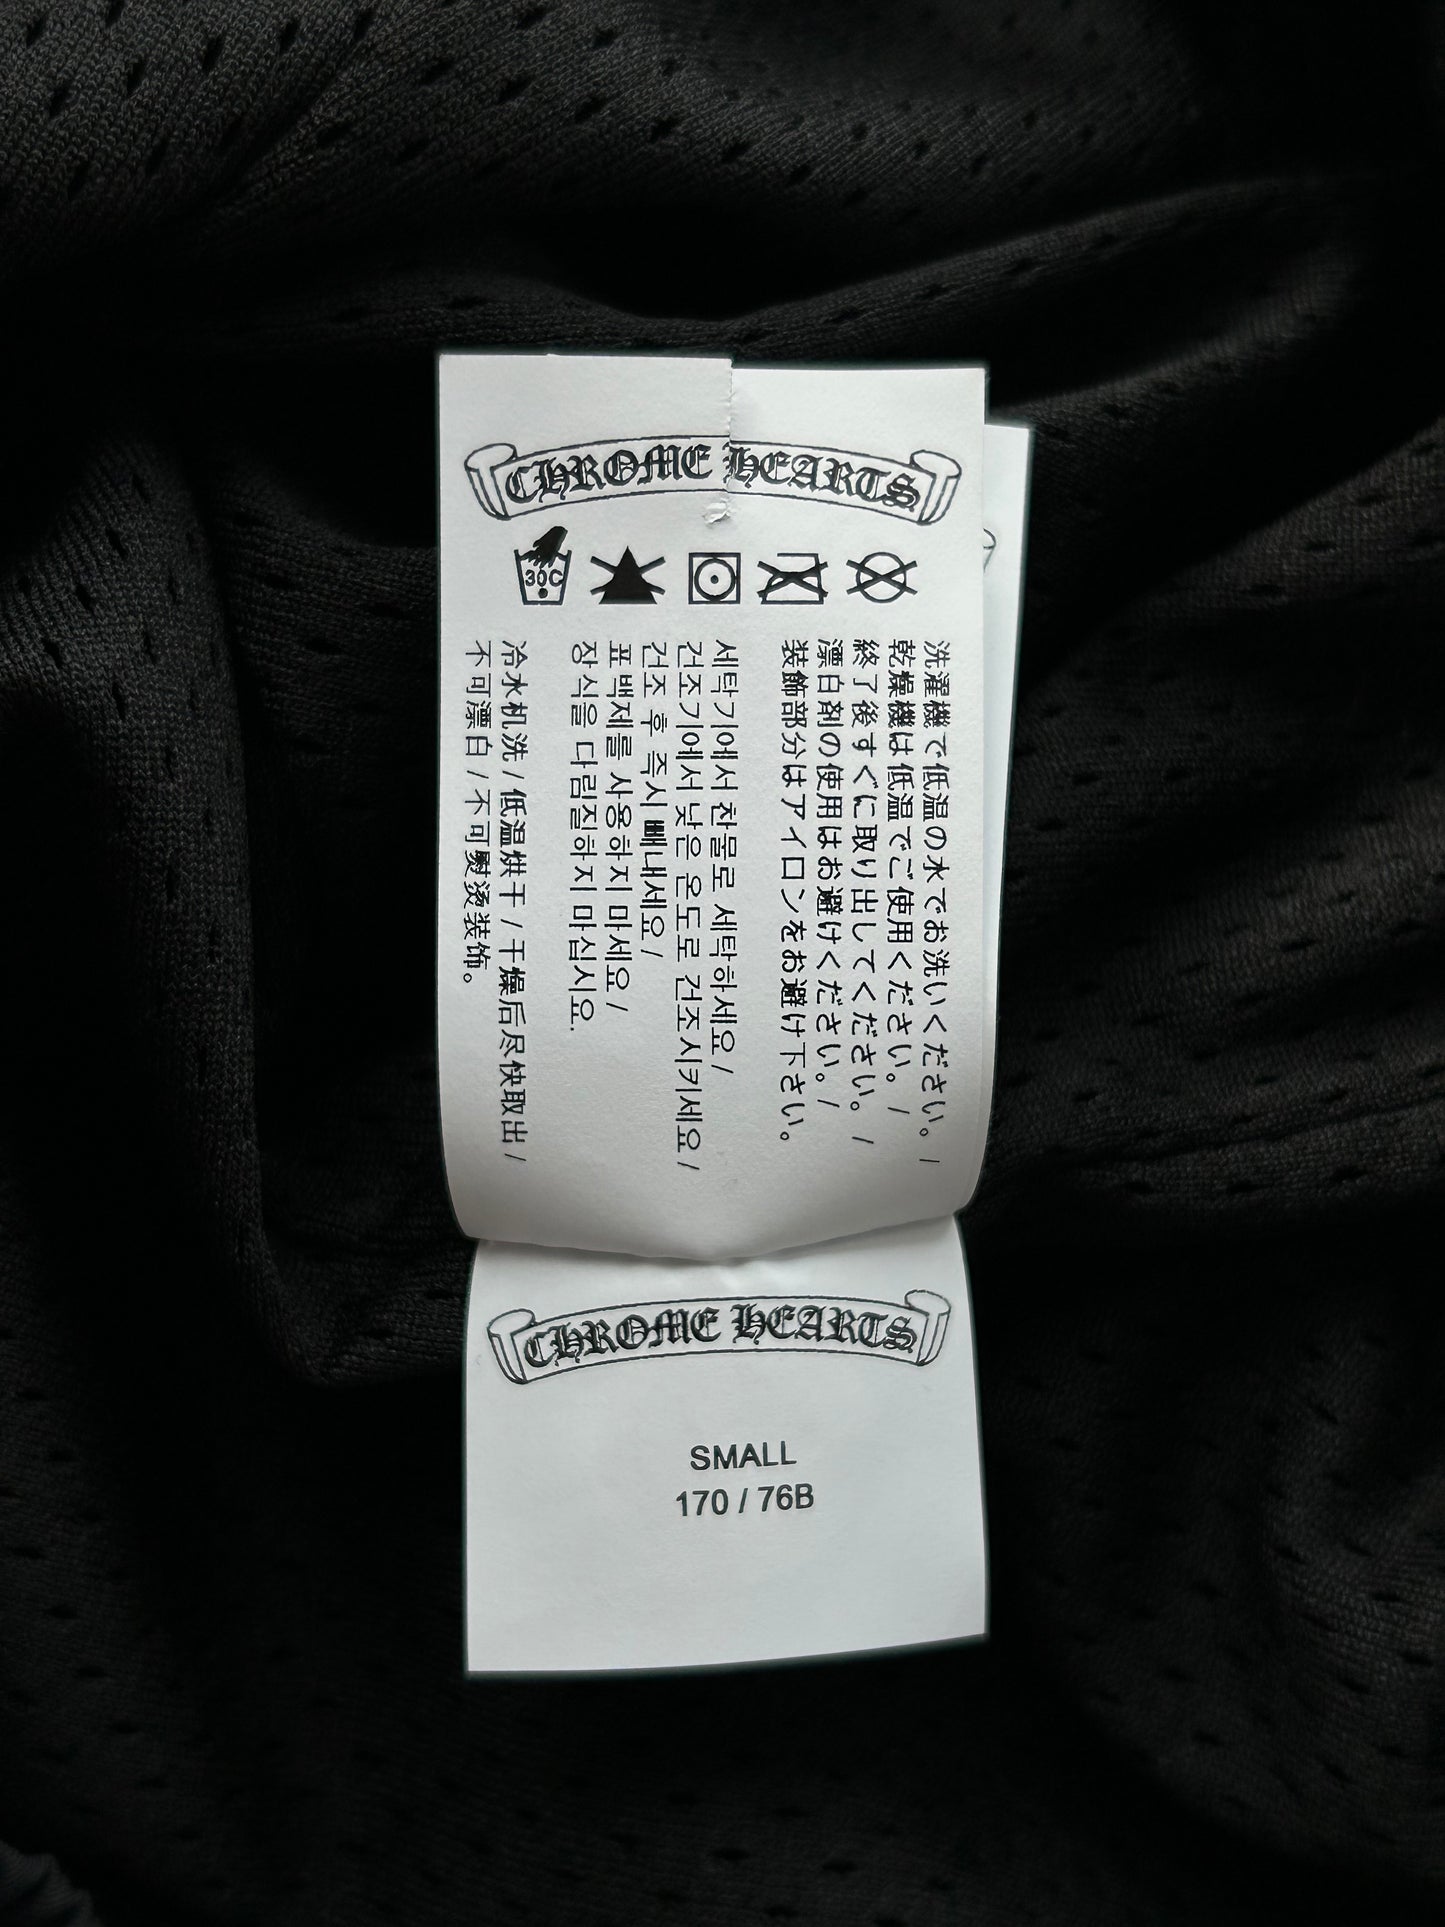 CHROME HEARTS
30C
洗濯機で低温の水でお洗いください。/
乾燥機は低温でご使用ください。/
終了後すぐに取り出してください。/
漂白剤の使用はお避けください。/
装飾部分はアイロンをお避け下さい。
세탁기에서 찬물로 세탁하세요 /
건조기에서 낮은 온도로 건조시키세요 /
건조 후 즉시 빼내세요 /
표백제를 사용하지 마세요 /
장식을 다림질하지 마십시오.
冷水机洗 / 低温烘干 / 干燥后尽快取出 /
不可漂白 / 不可熨烫装饰。
CHROME HEARTS
SMALL
170 / 76B